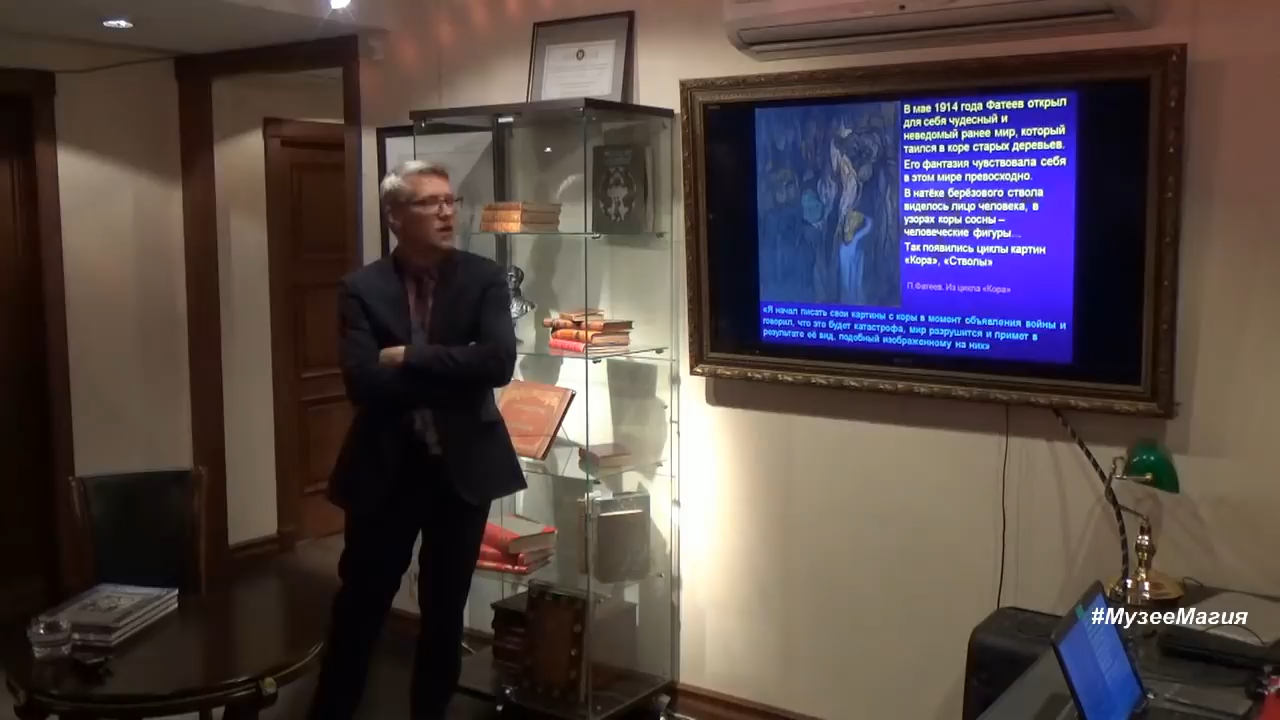 В мае 1914 года Фатеев открыл
для себя чудесный и
неведомый ранее мир, который
таился в коре старых деревьев.
Его фантазия чувствовала себя
в этом мире превосходно.
В натёке берёзового ствола
виделось лицо человека, в
узорах коры сосны –
человеческие фигуры...
Так появились циклы картин
«Кора», «Стволы»
П.Фатеев. Из цикла «Кора»
«Я начал писать свои картины с коры в момент объявления войны и
говорил, что это будет катастрофа, мир разрушится и примет в
результате её вид, подобный изображенному на них»
#МузееМагия